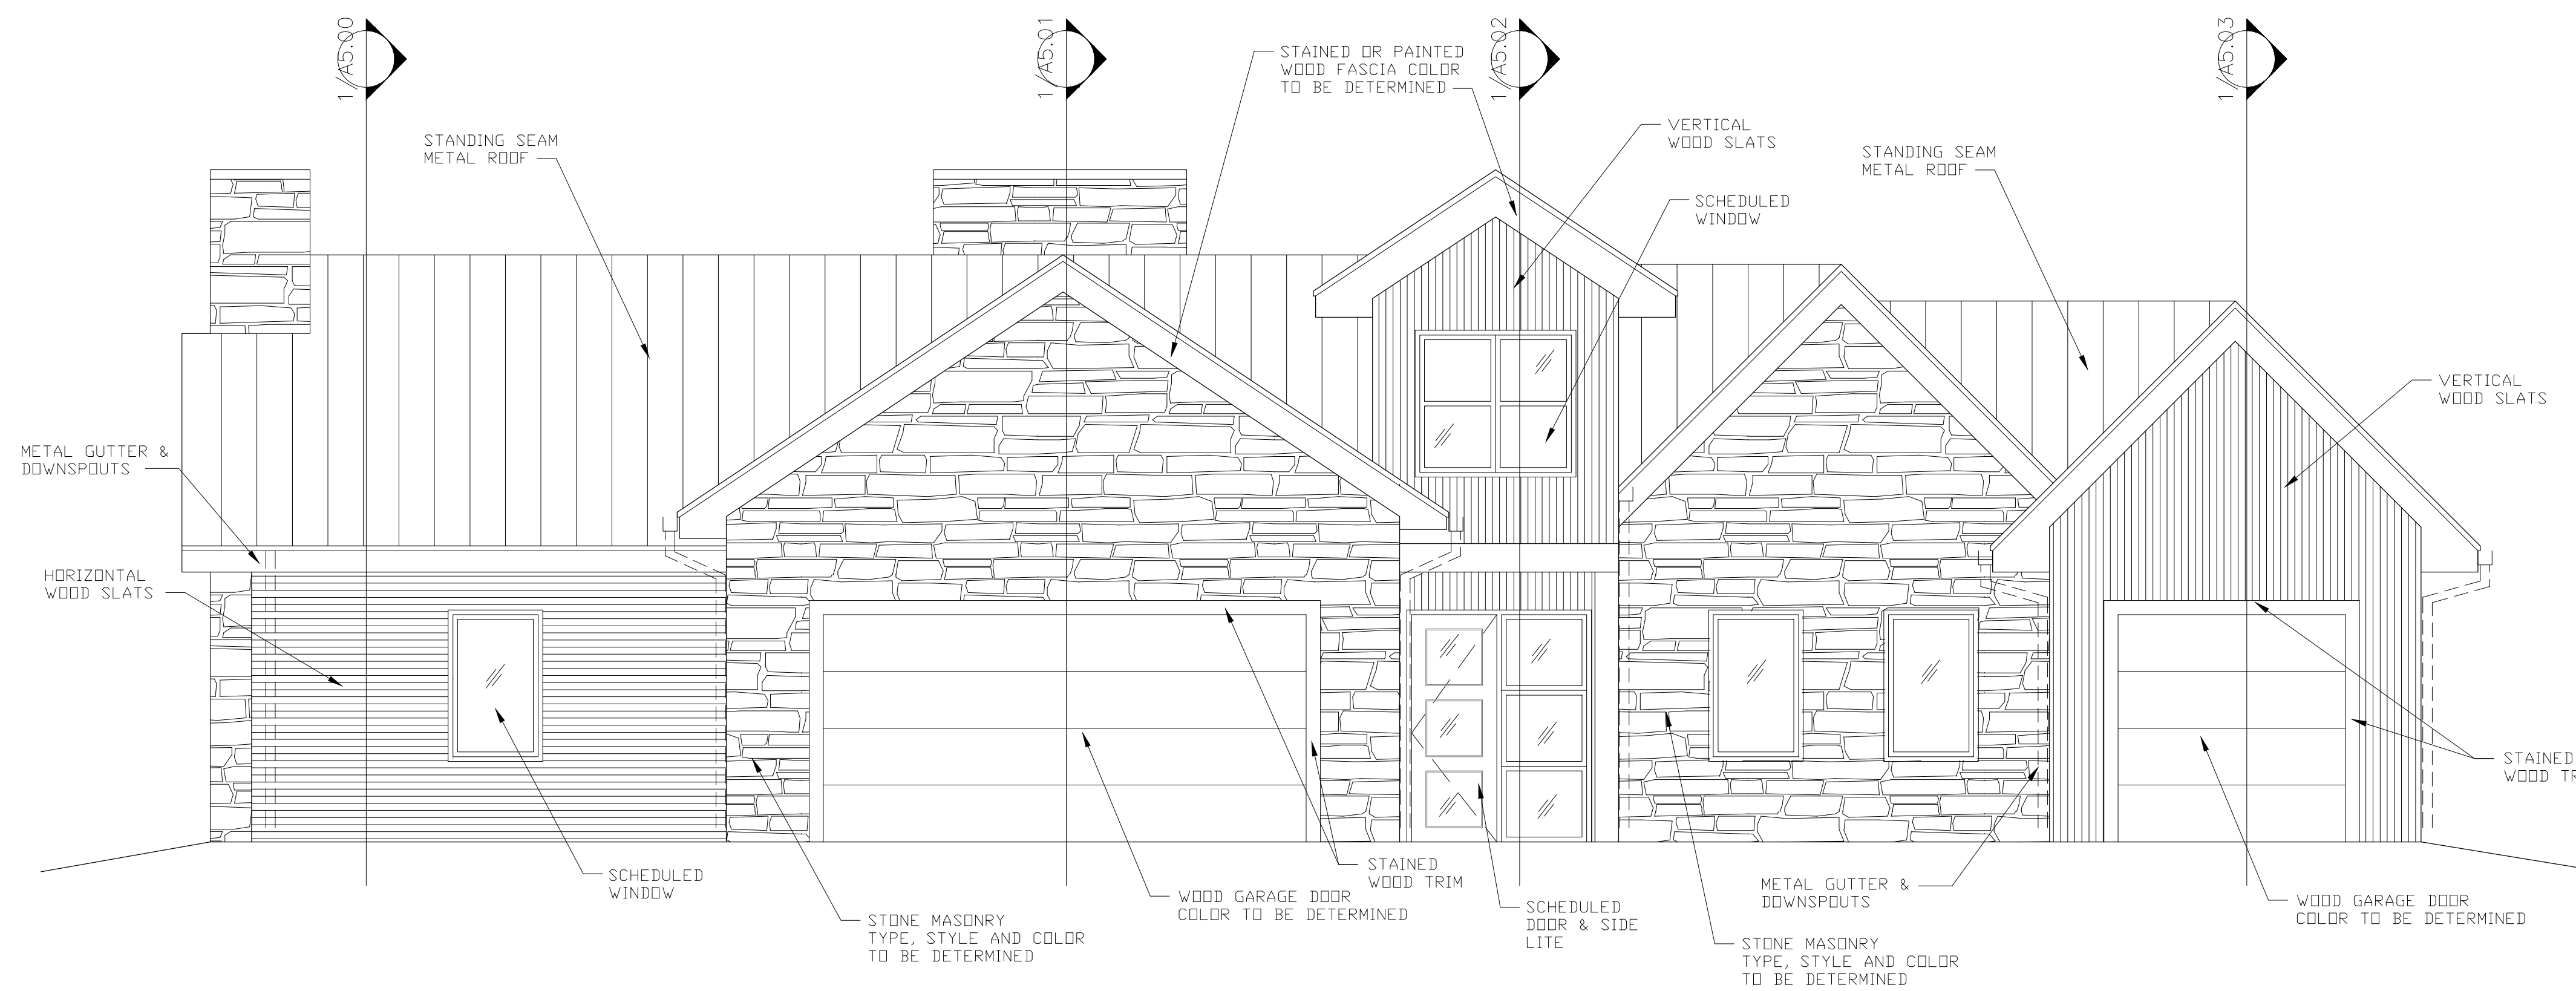 1 /A5.00
1 /A5.01
1 /A5.02
1 /A5.03
STAINED OR PAINTED
WOOD FASCIA COLOR
TO BE DETERMINED
STANDING SEAM
METAL ROOF
VERTICAL
WOOD SLATS
STANDING SEAM
METAL ROOF
SCHEDULED
WINDOW
VERTICAL
WOOD SLATS
METAL GUTTER &
DOWNSPOUTS
HORIZONTAL
WOOD SLATS
STAINED
WOOD
SCHEDULED
WINDOW
STAINED
WOOD TRIM
WOOD GARAGE DOOR
COLOR TO BE DETERMINED
STONE MASONRY
TYPE, STYLE AND COLOR
TO BE DETERMINED
SCHEDULED
DOOR & SIDE
LITE
METAL GUTTER &
DOWNSPOUTS
STONE MASONRY
TYPE, STYLE AND COLOR
TO BE DETERMINED
WOOD GARAGE DOOR
COLOR TO BE DETERMINED